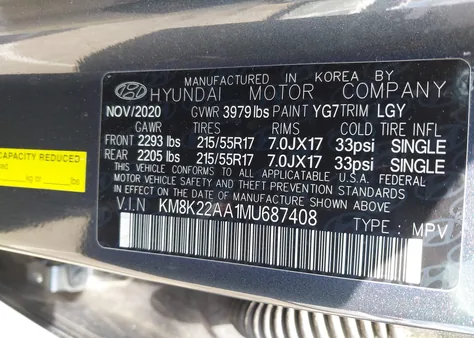 MANUFACTURED IN KOREA BY
HYUNDAI MOTOR COMPANY
NOV/2020 GVWR 3979 lbs PAINT YG7 TRIM LGY
GAWR TIRES RIMS COLD TIRE INFL
FRONT 2293 lbs 215/55R17 7.0JX17 33psi SINGLE
REAR 2205 lbs 215/55R17 7.0JX17 33psi SINGLE
THIS VEHICLE CONFORMS TO ALL APPLICABLE U.S.A. FEDERAL
MOTOR VEHICLE SAFETY AND THEFT PREVENTION STANDARDS
IN EFFECT ON THE DATE OF MANUFACTURE SHOWN ABOVE
V.I.N KM8K22AA1MU687408
TYPE : MPV
CAPACITY REDUCED
kg or lbs